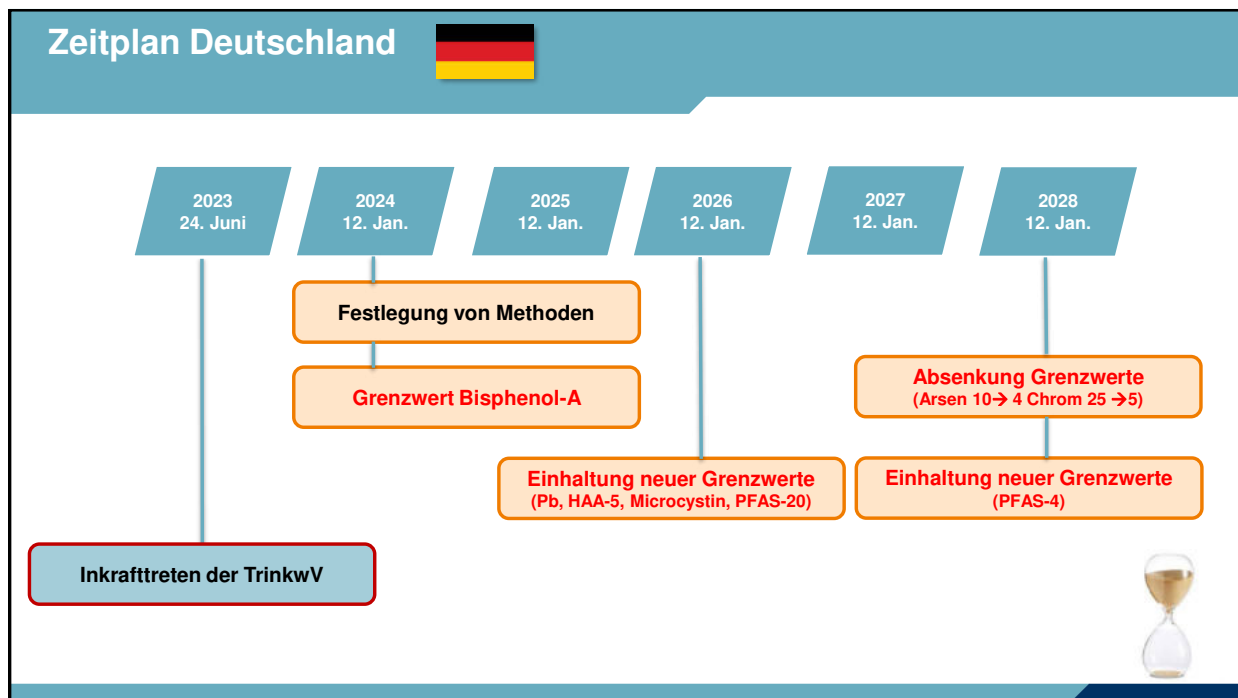 Zeitplan Deutschland
2023
24. Juni
2024
12. Jan.
2025
12. Jan.
2026
12. Jan.
2027
12. Jan.
2028
12. Jan.
Festlegung von Methoden
Grenzwert Bisphenol-A
Absenkung Grenzwerte
(Arsen 10→ 4 Chrom 25 →5)
Einhaltung neuer Grenzwerte
(Pb, HAA-5, Microcystin, PFAS-20)
Einhaltung neuer Grenzwerte
(PFAS-4)
Inkrafttreten der TrinkwV